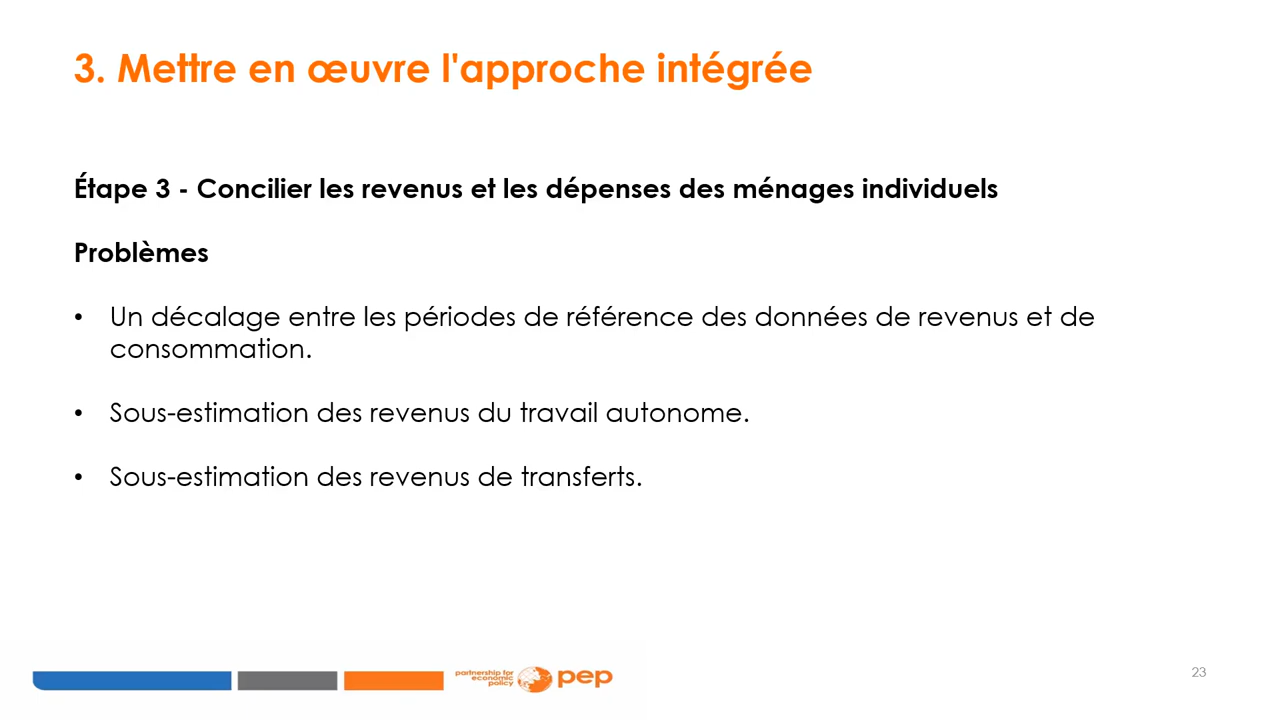 3. Mettre en œuvre l'approche intégrée
Étape 3 - Concilier les revenus et les dépenses des ménages individuels
Problèmes
• Un décalage entre les périodes de référence des données de revenus et de
consommation.
• Sous-estimation des revenus du travail autonome.
• Sous-estimation des revenus de transferts.
partnership for
economic
policy
pep
23